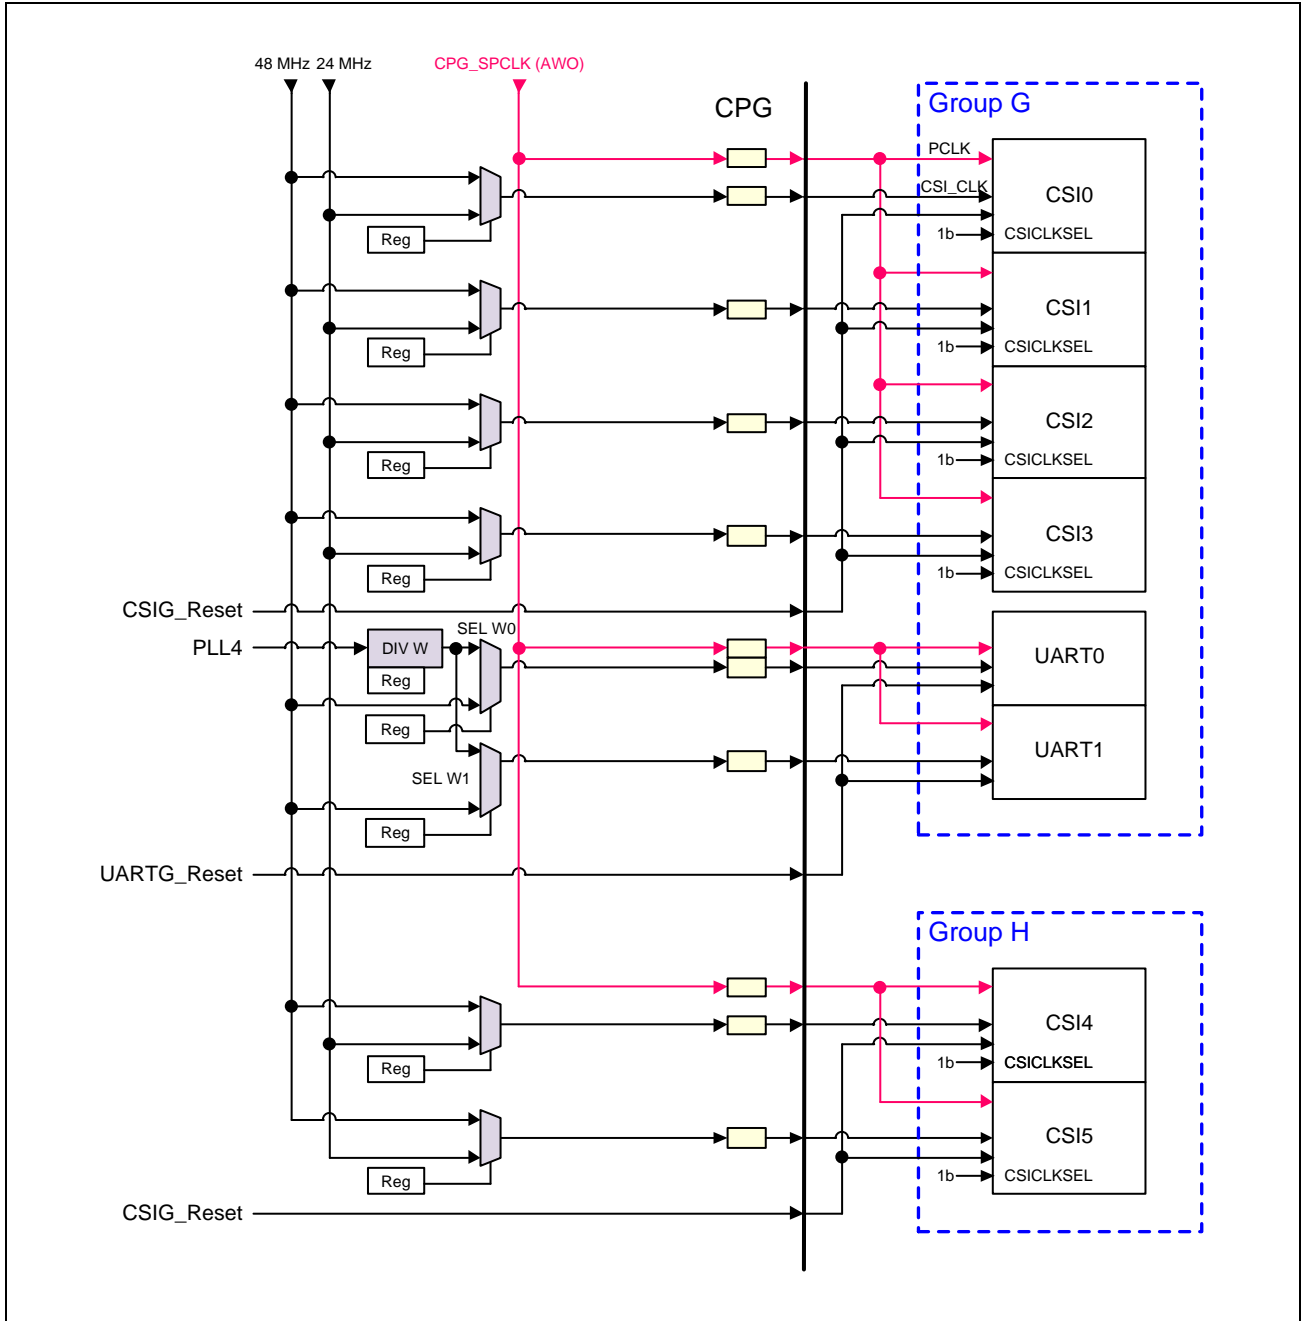 48 MHz 24 MHz CPG_SPCLK (AWO)
CPG
Group G
PCLK
CSI_CLK
CSI0
Reg
1b CSICLKSEL
CSI1
Reg
1b CSICLKSEL
CSI2
Reg
1b CSICLKSEL
CSI3
Reg
1b CSICLKSEL
CSIG_Reset
SEL W0
PLL4 DIV W
Reg
UART0
Reg
UART1
SEL W1
Reg
UARTG_Reset
Group H
CSI4
Reg
1b CSICLKSEL
CSI5
Reg
1b CSICLKSEL
CSIG_Reset